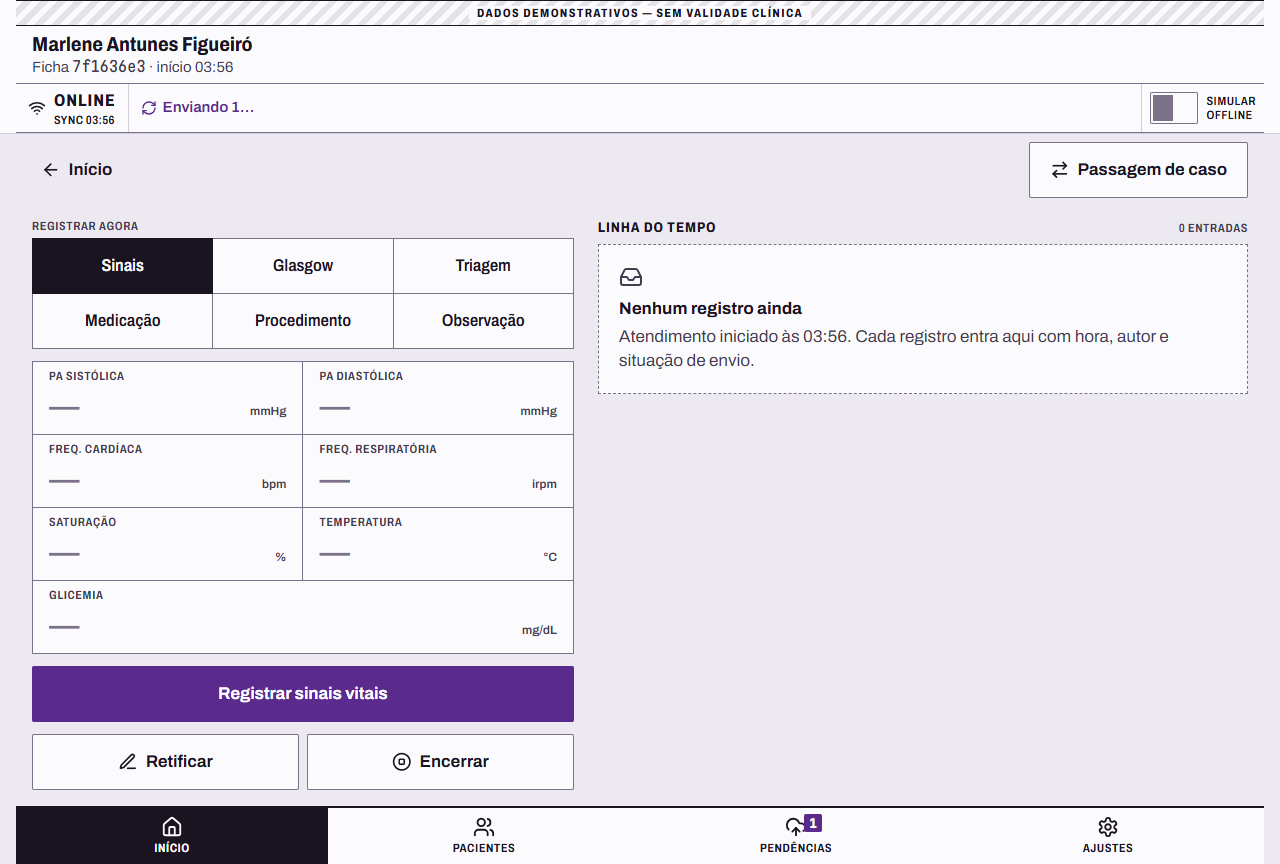 DADOS DEMONSTRATIVOS — SEM VALIDADE CLÍNICA
Marlene Antunes Figueiró
Ficha 7f1636e3 · início 03:56
ONLINE
SYNC 03:56
Enviando 1…
SIMULAR
OFFLINE
Início
Passagem de caso
REGISTRAR AGORA
Sinais
Glasgow
Triagem
Medicação
Procedimento
Observação
PA SISTÓLICA
— mmHg
PA DIASTÓLICA
— mmHg
FREQ. CARDÍACA
— bpm
FREQ. RESPIRATÓRIA
— irpm
SATURAÇÃO
— %
TEMPERATURA
— °C
GLICEMIA
— mg/dL
Registrar sinais vitais
Retificar
Encerrar
LINHA DO TEMPO
0 ENTRADAS
Nenhum registro ainda
Atendimento iniciado às 03:56. Cada registro entra aqui com hora, autor e
situação de envio.
INÍCIO
PACIENTES
1
PENDÊNCIAS
AJUSTES